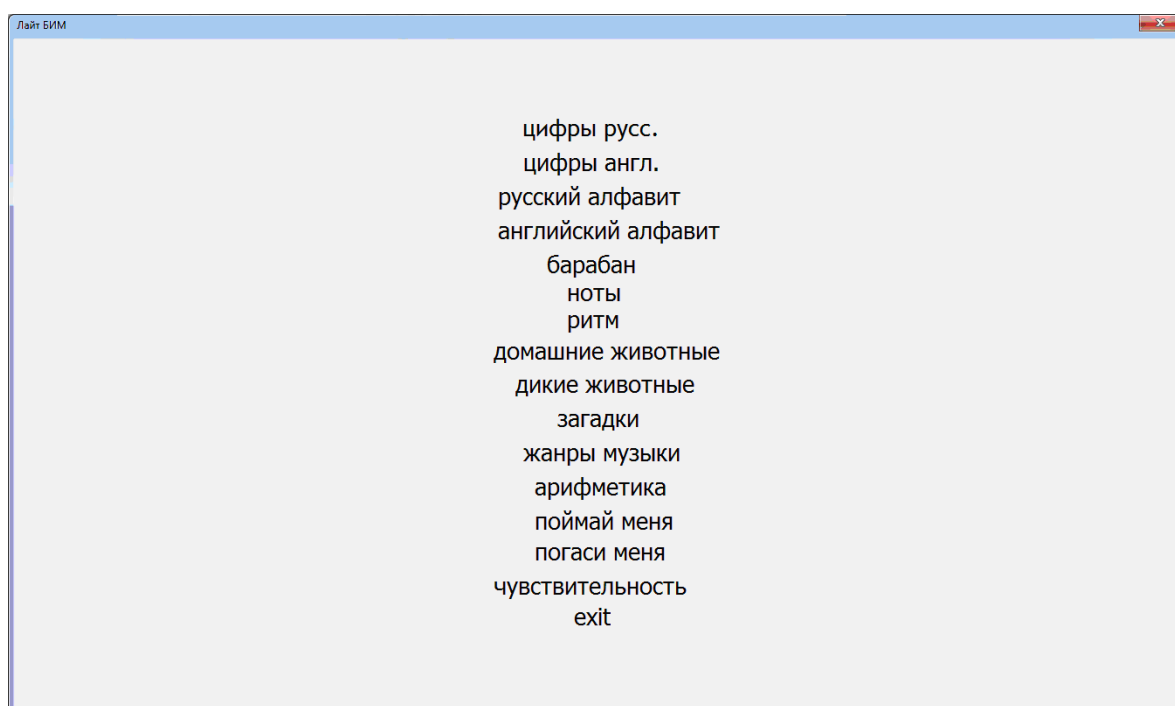 Лайт БИМ
цифры русс.
цифры англ.
русский алфавит
английский алфавит
барабан
ноты
ритм
домашние животные
дикие животные
загадки
жанры музыки
арифметика
поймай меня
погаси меня
чувствительность
exit